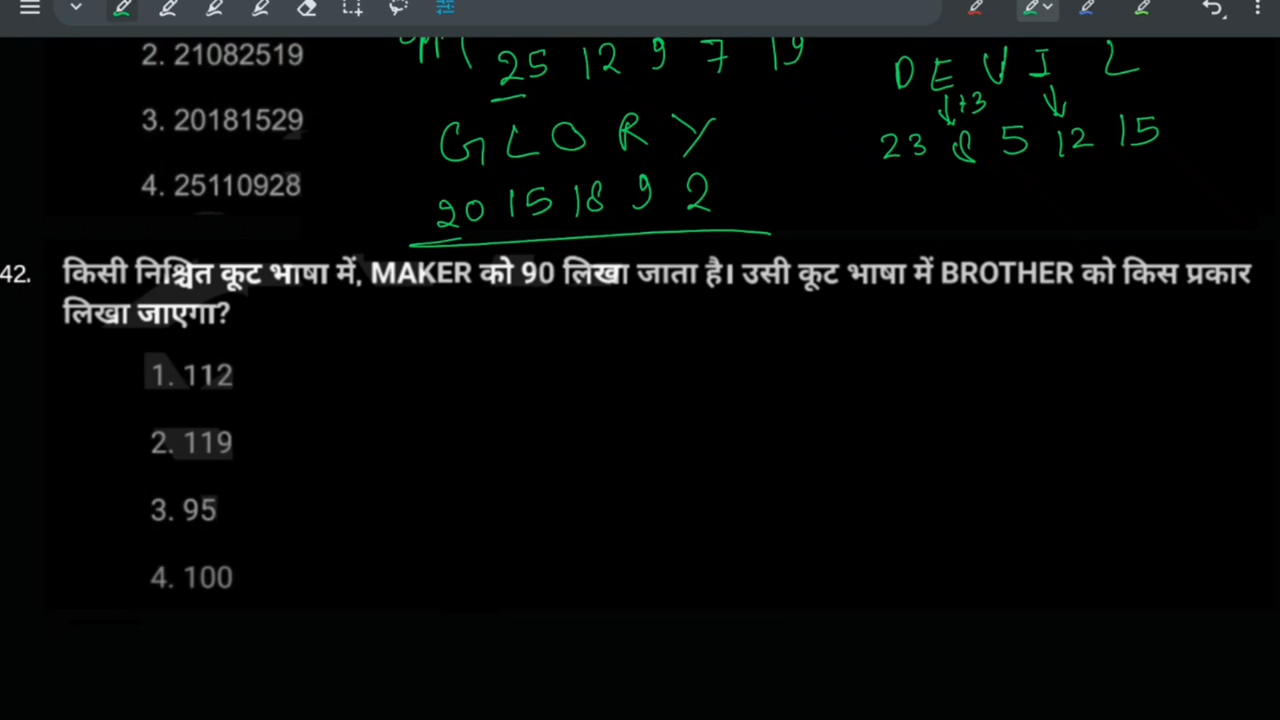 2. 21082519
25 12 9 7 19
D E V I L
3. 20181529
+3
G L O R Y
23 8 5 12 15
4. 25110928
20 15 18 9 2
42. किसी निश्चित कूट भाषा में, MAKER को 90 लिखा जाता है। उसी कूट भाषा में BROTHER को किस प्रकार
लिखा जाएगा?
1. 112
2. 119
3. 95
4. 100